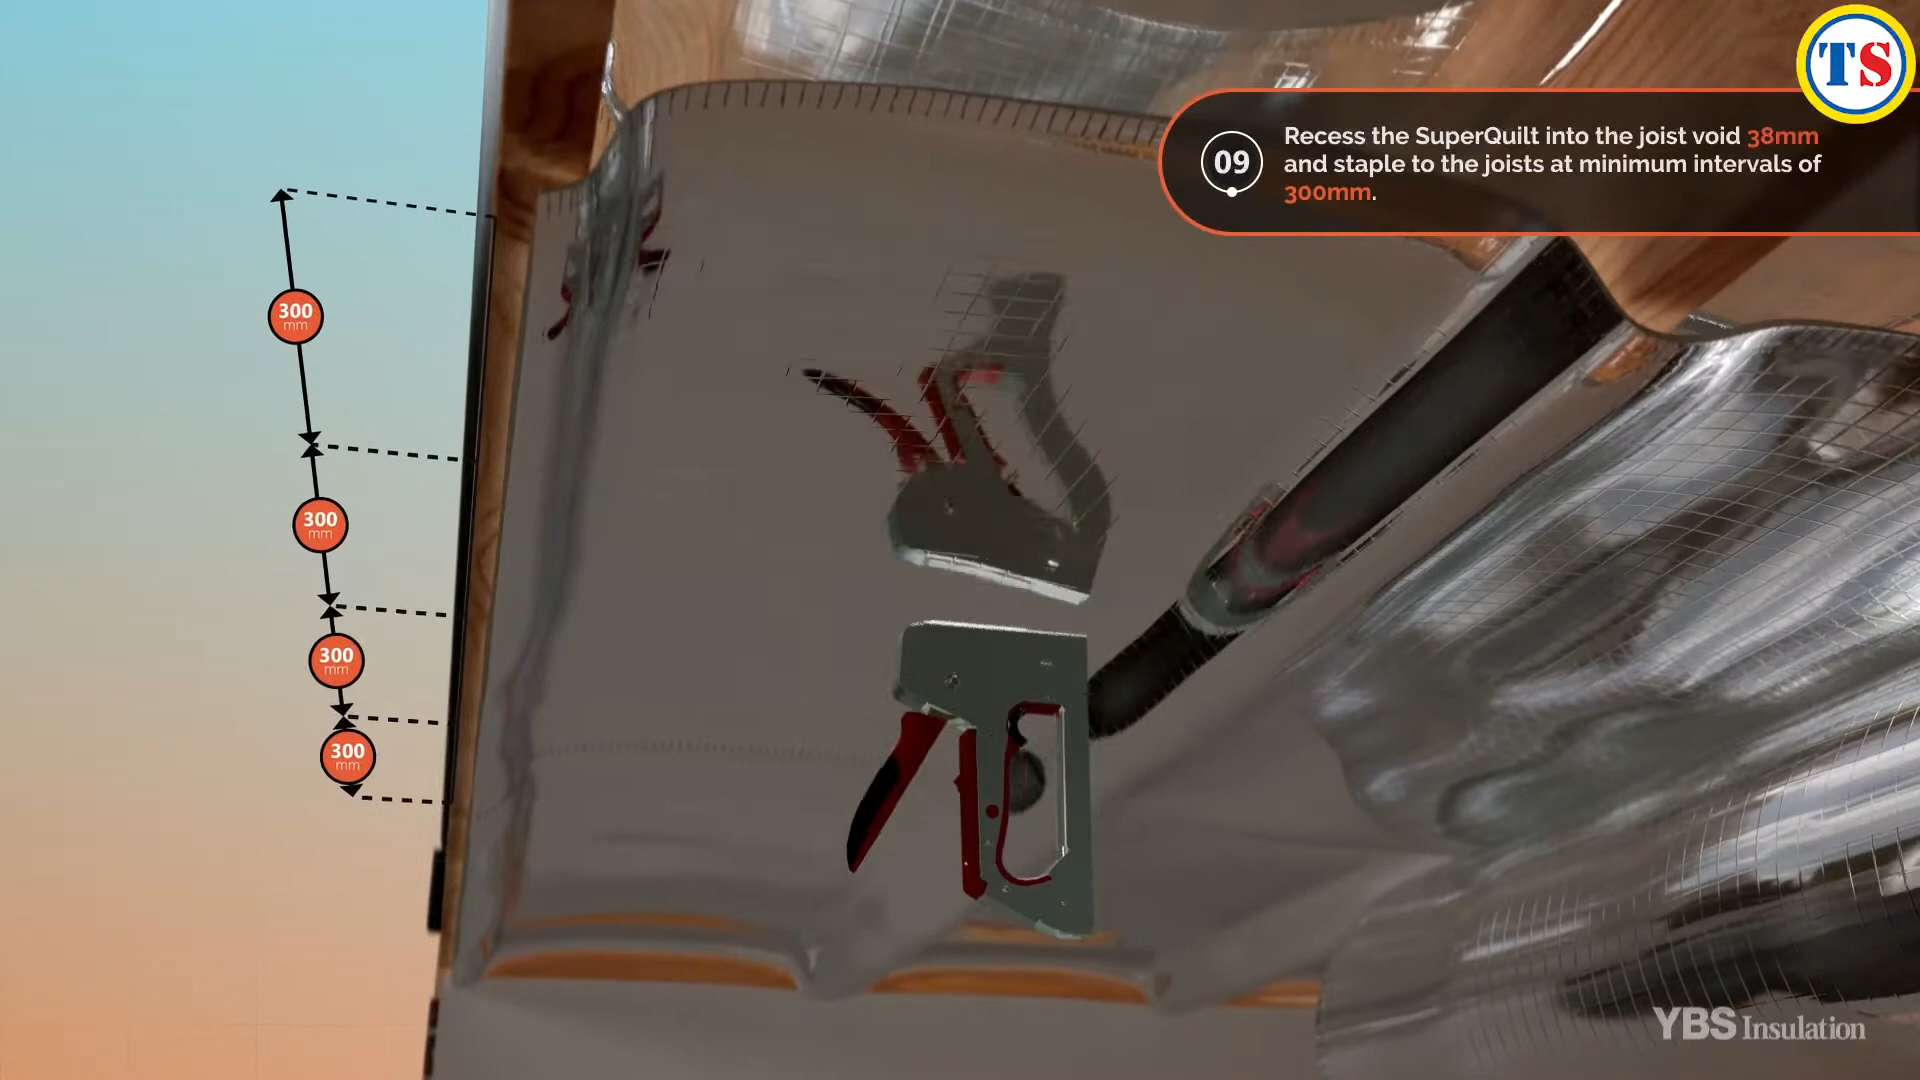 TS
09
Recess the SuperQuilt into the joist void 38mm
and staple to the joists at minimum intervals of
300mm.
300
mm
300
mm
300
mm
300
mm
YBS Insulation